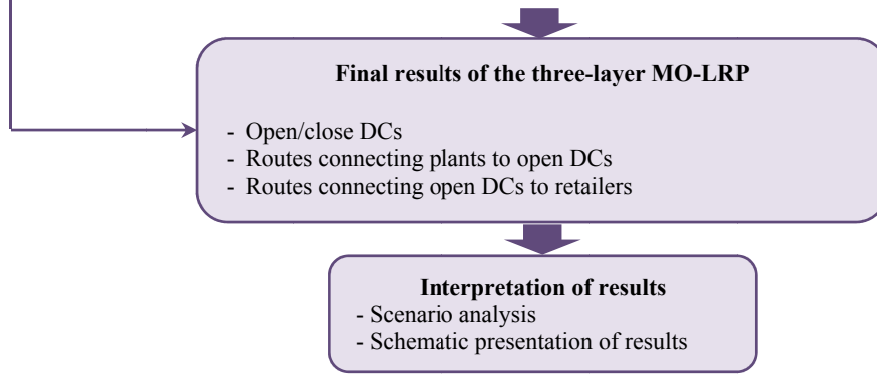 Final results of the three-layer MO-LRP
- Open/close DCs
- Routes connecting plants to open DCs
- Routes connecting open DCs to retailers
Interpretation of results
- Scenario analysis
- Schematic presentation of results